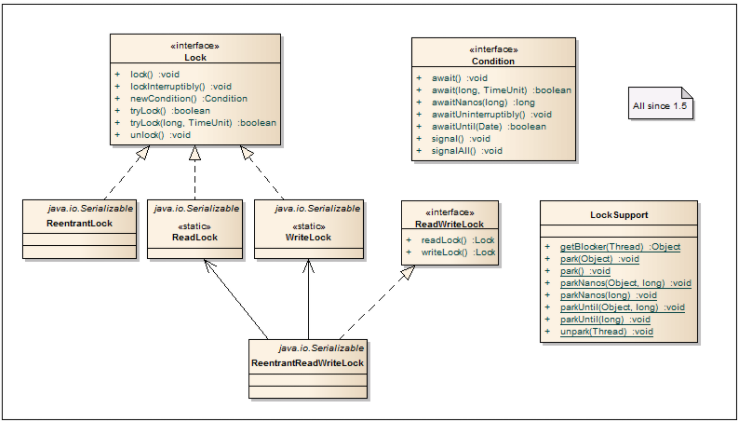 «interface»
Lock
+ lock() :void
+ lockInterruptibly() :void
+ newCondition() :Condition
+ tryLock() :boolean
+ tryLock(long, TimeUnit) :boolean
+ unlock() :void
«interface»
Condition
+ await() :void
+ await(long, TimeUnit) :boolean
+ awaitNanos(long) :long
+ awaitUninterruptibly() :void
+ awaitUntil(Date) :boolean
+ signal() :void
+ signalAll() :void
All since 1.5
java.io.Serializable
ReentrantLock
java.io.Serializable
«static»
ReadLock
java.io.Serializable
«static»
WriteLock
«interface»
ReadWriteLock
+ readLock() :Lock
+ writeLock() :Lock
LockSupport
+ getBlocker(Thread) :Object
+ park(Object) :void
+ park() :void
+ parkNanos(Object, long) :void
+ parkNanos(long) :void
+ parkUntil(Object, long) :void
+ parkUntil(long) :void
+ unpark(Thread) :void
java.io.Serializable
ReentrantReadWriteLock